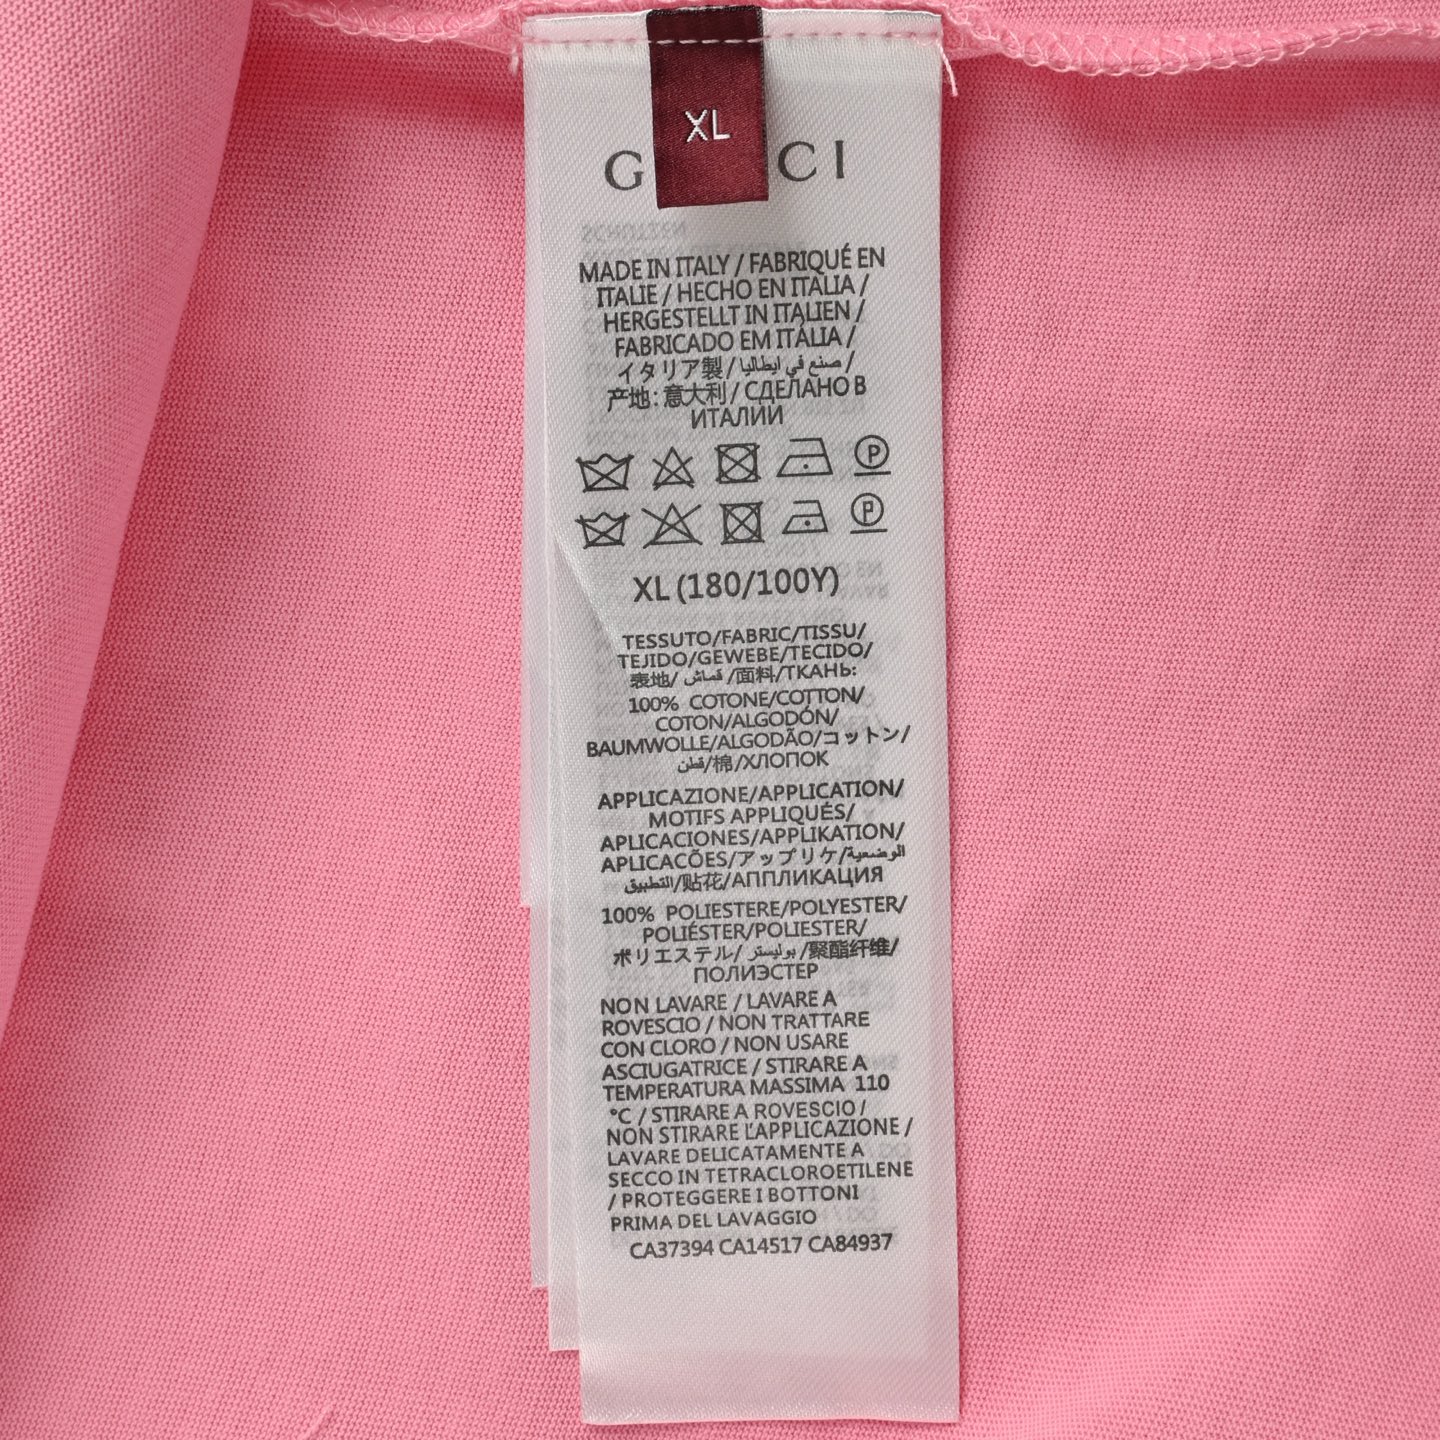 XL
G CI
MADE IN ITALY / FABRIQUÉ EN
ITALIE / HECHO EN ITALIA /
HERGESTELLT IN ITALIEN /
FABRICADO EM ITÁLIA /
イタリア製 / صنع في ايطاليا /
产地: 意大利 / СДЕЛАНО В
ИТАЛИИ
P
P
XL (180/100Y)
TESSUTO/FABRIC/TISSU/
TEJIDO/GEWEBE/TECIDO/
表地/ قماش /面料/ТКАНЬ:
100% COTONE/COTTON/
COTON/ALGODÓN/
BAUMWOLLE/ALGODÃO/コットン/
قطن/棉/ХЛОПОК
APPLICAZIONE/APPLICATION/
MOTIFS APPLIQUÉS/
APLICACIONES/APPLIKATION/
APLICACÕES/アップリケ/الوضعية
التطبيق/贴花/АППЛИКАЦИЯ
100% POLIESTERE/POLYESTER/
POLIÉSTER/POLIESTER/
ポリエステル/ بوليستر /聚酯纤维/
ПОЛИЭСТЕР
NON LAVARE / LAVARE A
ROVESCIO / NON TRATTARE
CON CLORO / NON USARE
ASCIUGATRICE / STIRARE A
TEMPERATURA MASSIMA 110
°C / STIRARE A ROVESCIO /
NON STIRARE L'APPLICAZIONE /
LAVARE DELICATAMENTE A
SECCO IN TETRACLOROETILENE
/ PROTEGGERE I BOTTONI
PRIMA DEL LAVAGGIO
CA37394 CA14517 CA84937